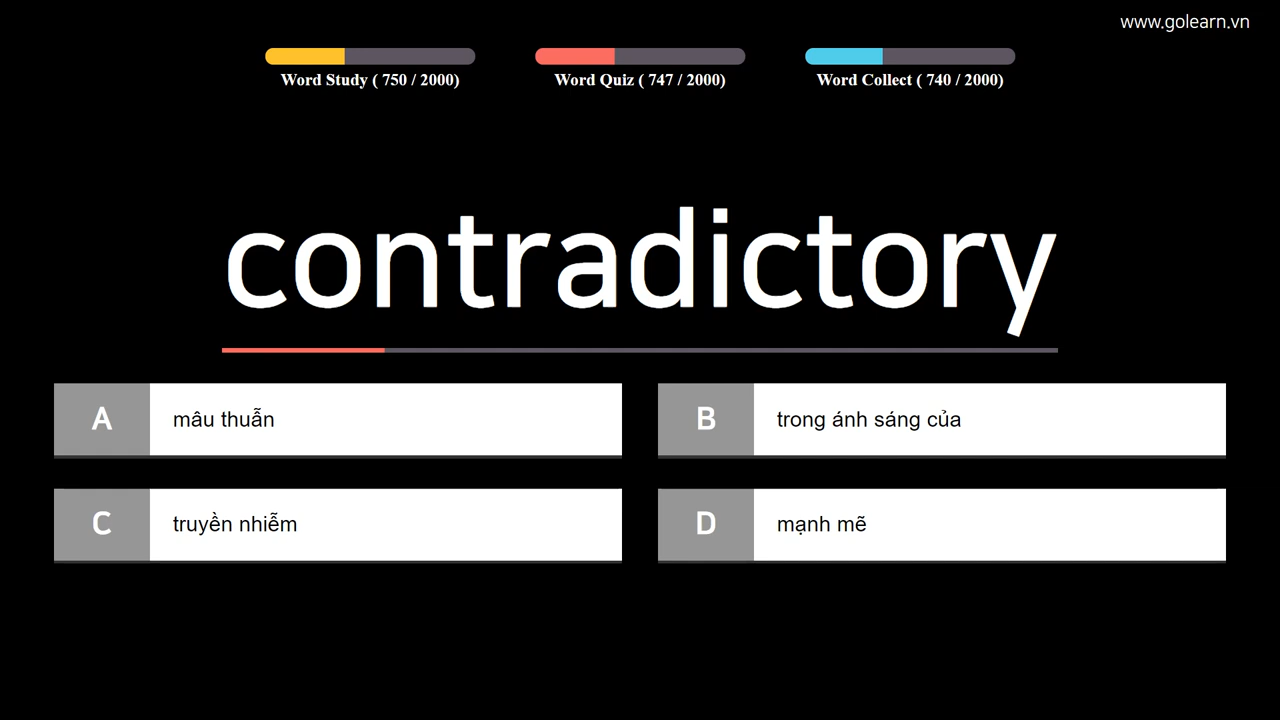 www.golearn.vn
Word Study ( 750 / 2000)
Word Quiz ( 747 / 2000)
Word Collect ( 740 / 2000)
contradictory
A mâu thuẫn
B trong ánh sáng của
C truyền nhiễm
D mạnh mẽ